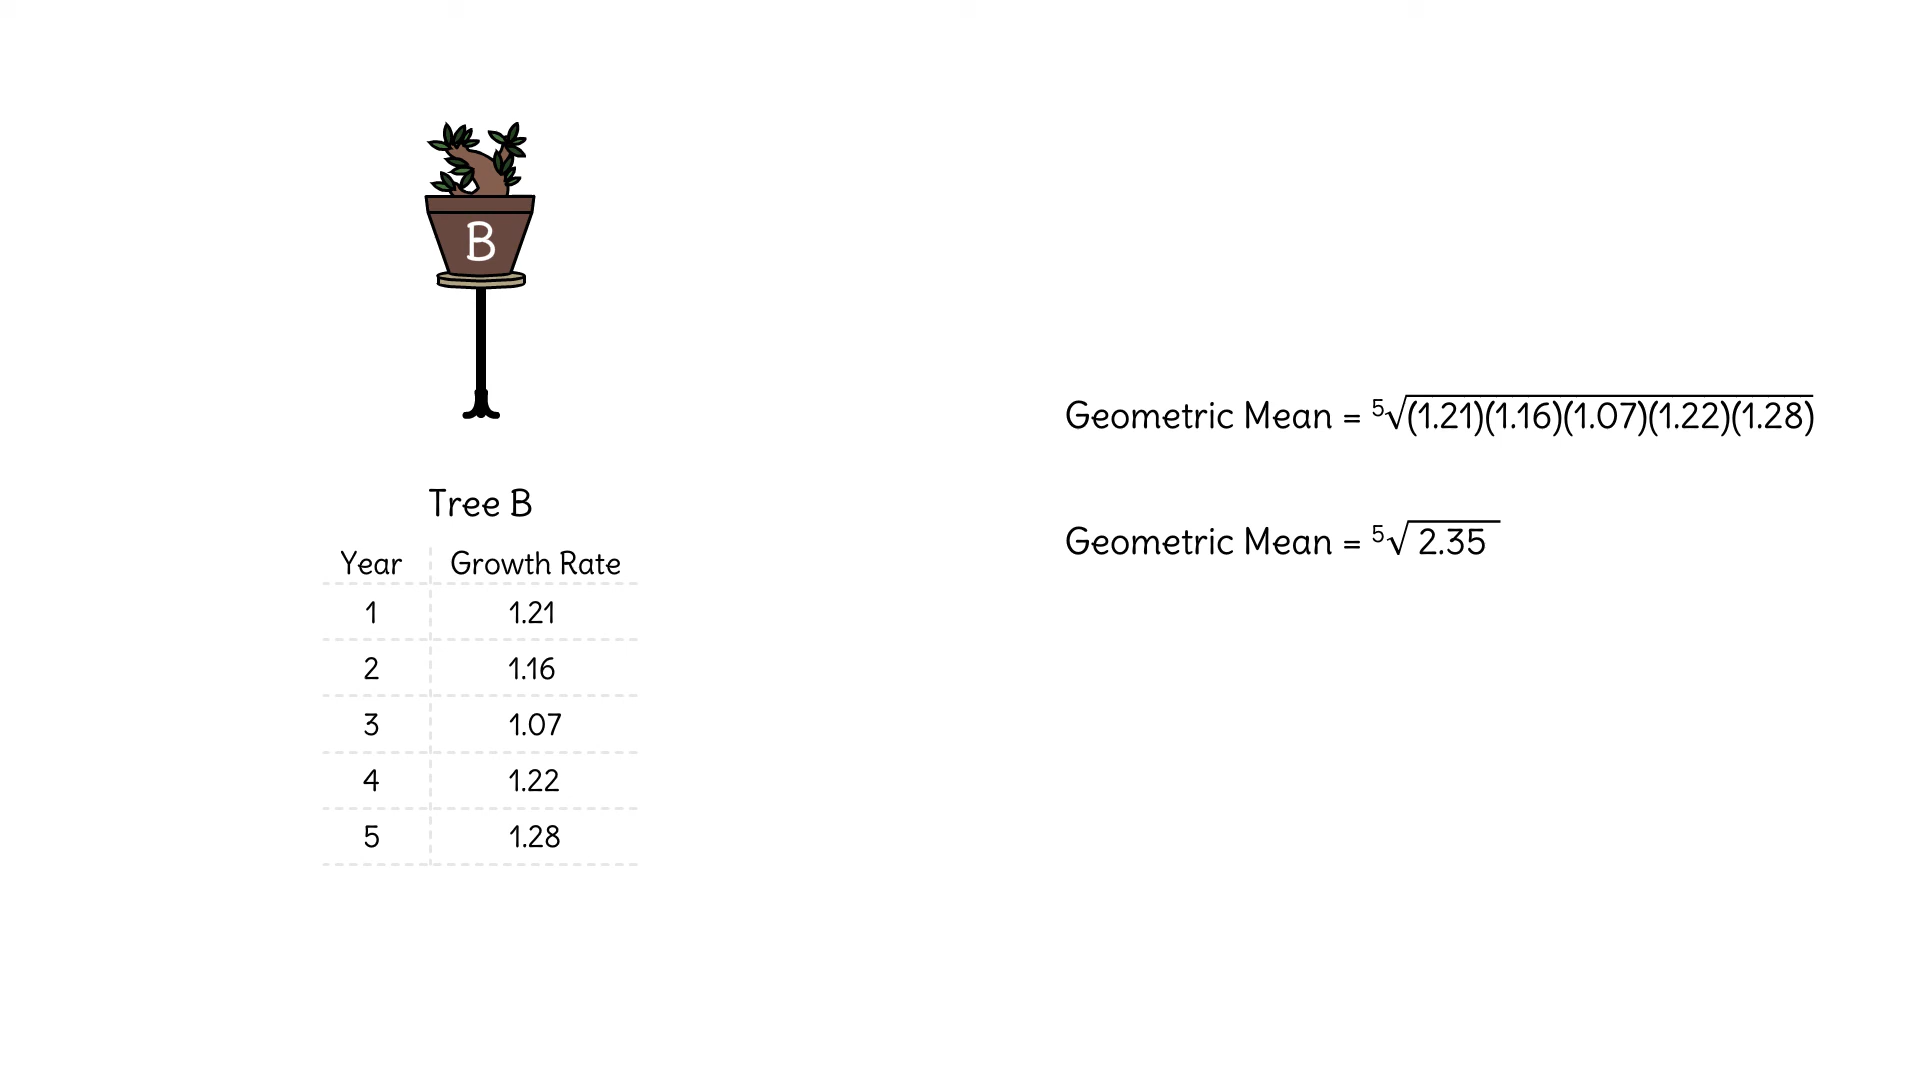 B
Tree B
Year Growth Rate
1 1.21
2 1.16
3 1.07
4 1.22
5 1.28
Geometric Mean = ⁵√(1.21)(1.16)(1.07)(1.22)(1.28)
Geometric Mean = ⁵√ 2.35